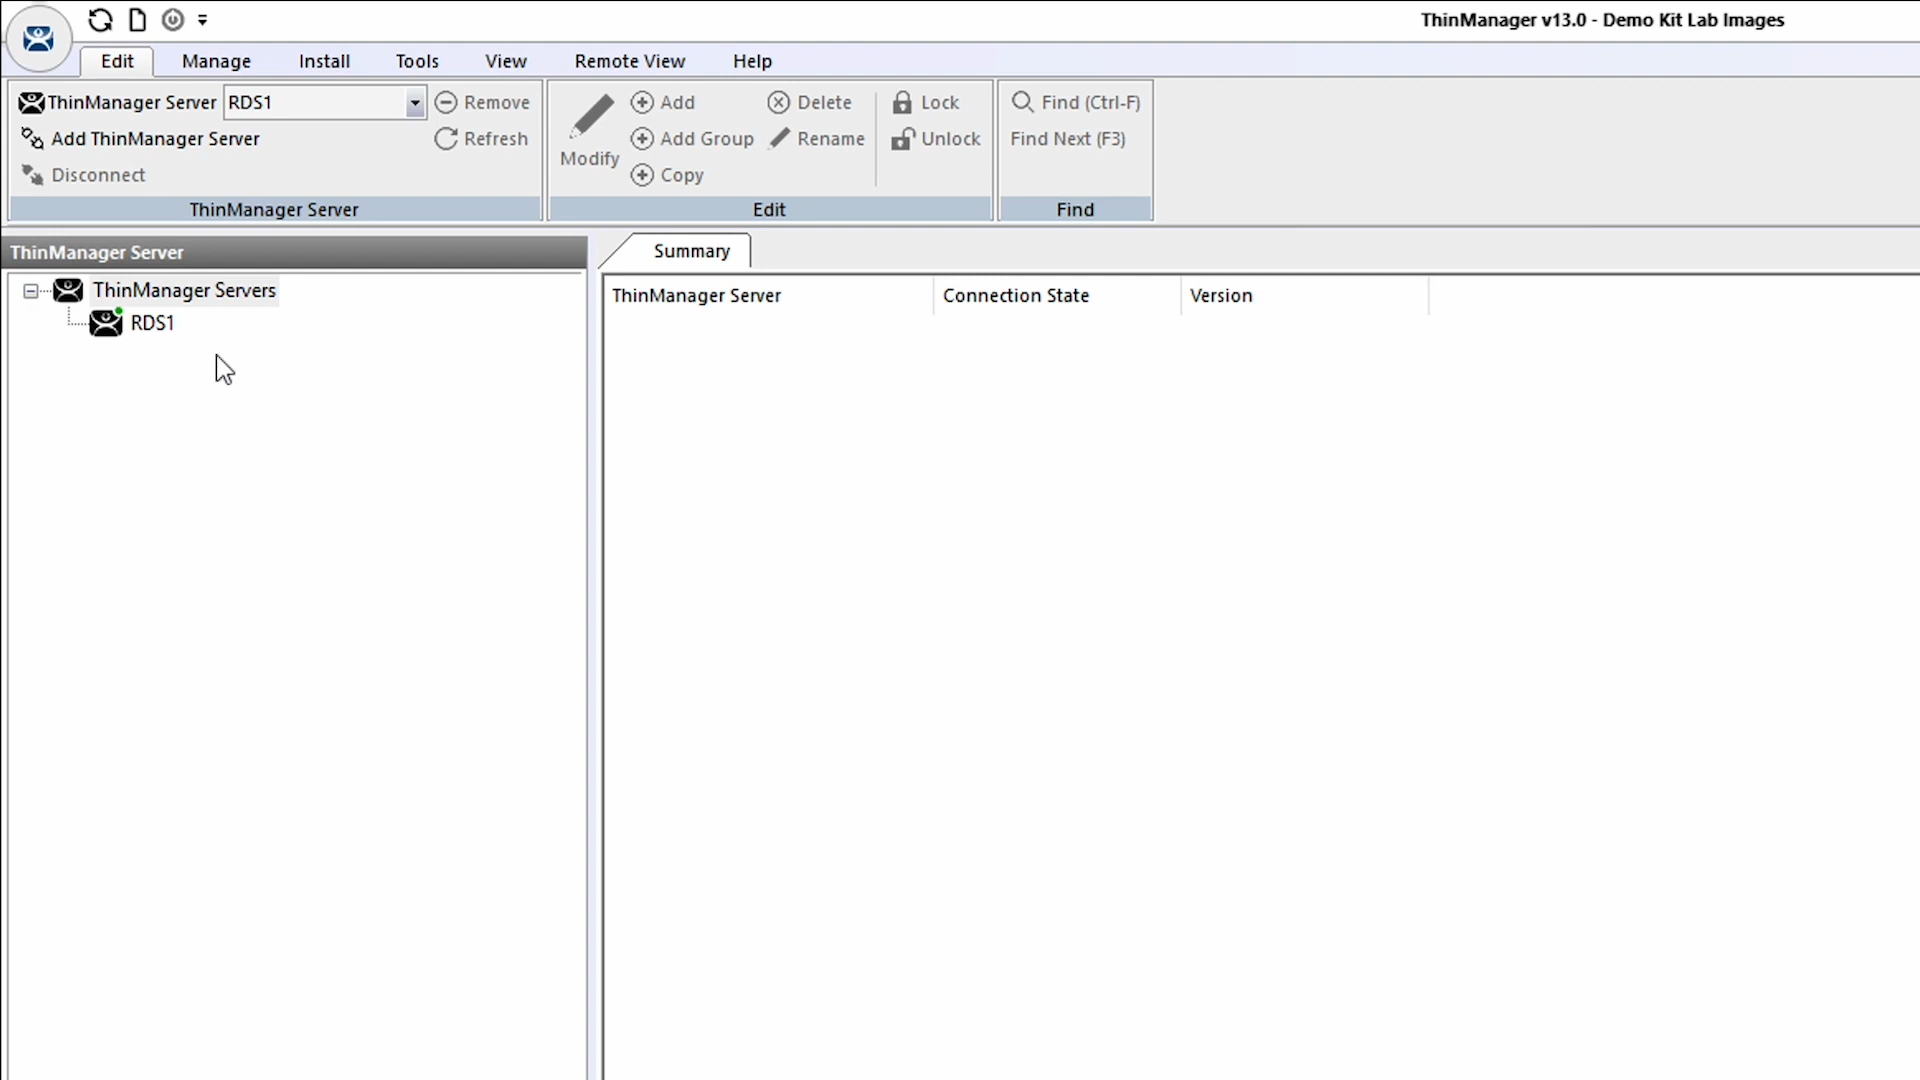 ThinManager v13.0 - Demo Kit Lab Images
Edit Manage Install Tools View Remote View Help
ThinManager Server RDS1 Remove
Add ThinManager Server Refresh
Disconnect
ThinManager Server
Modify
Add Delete Lock
Add Group Rename Unlock
Copy
Edit
Find (Ctrl-F)
Find Next (F3)
Find
ThinManager Server
ThinManager Servers
RDS1
Summary
ThinManager Server Connection State Version